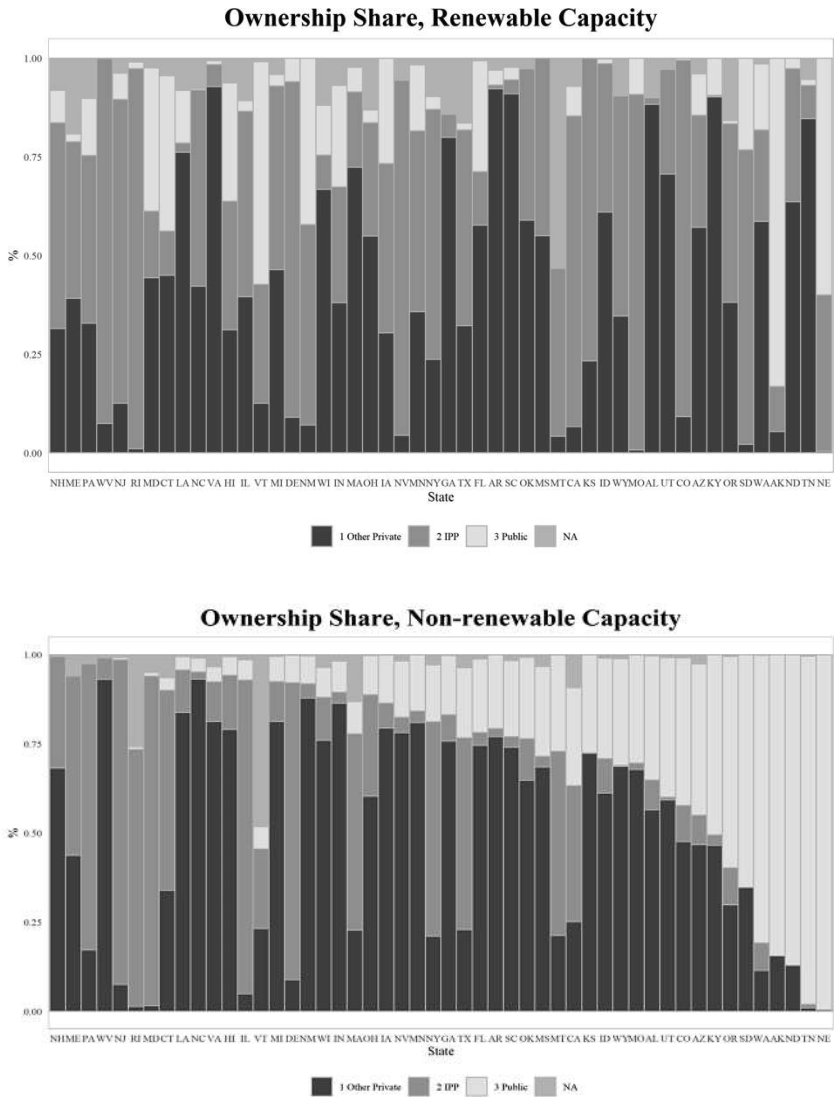 Ownership Share, Renewable Capacity
1.00
0.75
%
0.50
0.25
0.00
NH ME PA WV NJ RI MD CT LA NC VA HI IL VT MI DE NM WI IN MA OH IA NV MN NY GA TX FL AR SC OK MS MT CA KS ID WY MO AL UT CO AZ KY OR SD WA AK ND TN NE
State
1 Other Private 2 IPP 3 Public NA
Ownership Share, Non-renewable Capacity
1.00
0.75
%
0.50
0.25
0.00
NH ME PA WV NJ RI MD CT LA NC VA HI IL VT MI DE NM WI IN MA OH IA NV MN NY GA TX FL AR SC OK MS MT CA KS ID WY MO AL UT CO AZ KY OR SD WA AK ND TN NE
State
1 Other Private 2 IPP 3 Public NA